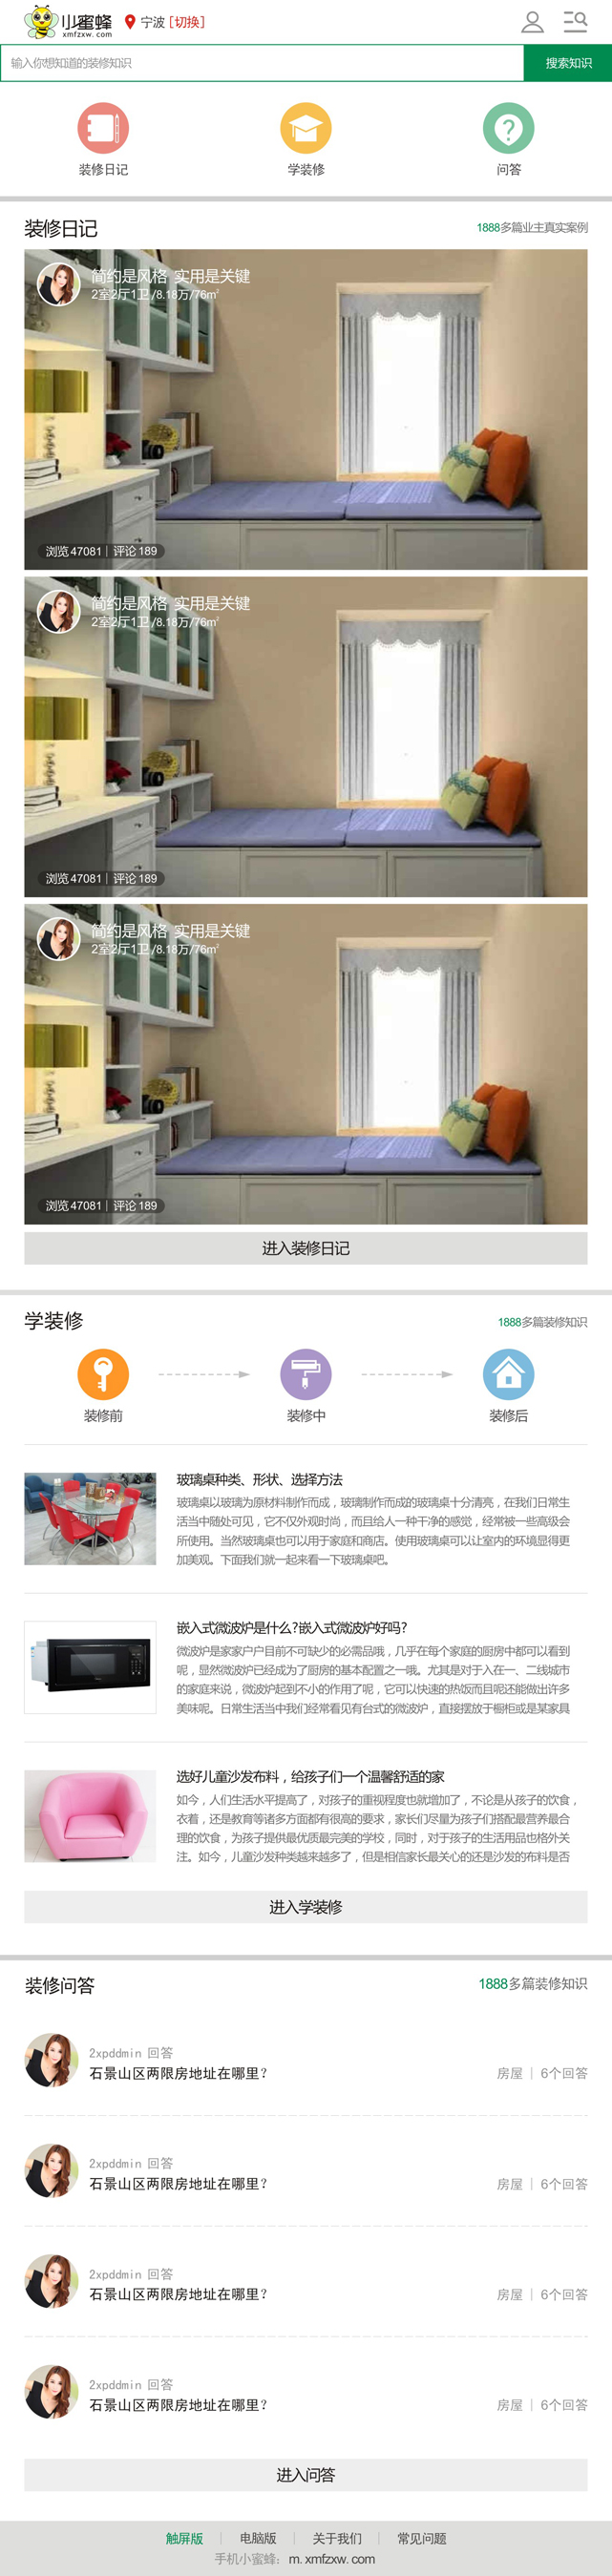 小蜜蜂
xmfzxw.com
宁波 [切换]
输入你想知道的装修知识
搜索知识
装修日记
学装修
问答
装修日记
1888多篇业主真实案例
简约是风格 实用是关键
2室2厅1卫/8.18万/76㎡
浏览47081 | 评论189
简约是风格 实用是关键
2室2厅1卫/8.18万/76㎡
浏览47081 | 评论189
简约是风格 实用是关键
2室2厅1卫/8.18万/76㎡
浏览47081 | 评论189
进入装修日记
学装修
1888多篇装修知识
装修前
装修中
装修后
玻璃桌种类、形状、选择方法
玻璃桌以玻璃为原材料制作而成，玻璃制作而成的玻璃桌十分清亮，在我们日常生
活当中随处可见，它不仅外观时尚，而且给人一种干净的感觉，经常被一些高级会
所使用。当然玻璃桌也可以用于家庭和商店。使用玻璃桌可以让室内的环境显得更
加美观。下面我们就一起来看一下玻璃桌吧。
嵌入式微波炉是什么?嵌入式微波炉好吗?
微波炉是家家户户目前不可缺少的必需品哦，几乎在每个家庭的厨房中都可以看到
呢，显然微波炉已经成为了厨房的基本配置之一哦。尤其是对于入在一、二线城市
的家庭来说，微波炉起到不小的作用了呢，它可以快速的热饭而且呢还能做出许多
美味呢。日常生活当中我们经常看见有台式的微波炉，直接摆放于橱柜或是某家具
选好儿童沙发布料，给孩子们一个温馨舒适的家
如今，人们生活水平提高了，对孩子的重视程度也就增加了，不论是从孩子的饮食，
衣着，还是教育等诸多方面都有很高的要求，家长们尽量为孩子们搭配最营养最合
理的饮食，为孩子提供最优质最完美的学校，同时，对于孩子的生活用品也格外关
注。如今，儿童沙发种类越来越多了，但是相信家长最关心的还是沙发的布料是否
进入学装修
装修问答
1888多篇装修知识
2xpddmin 回答
石景山区两限房地址在哪里？
房屋 | 6个回答
2xpddmin 回答
石景山区两限房地址在哪里？
房屋 | 6个回答
2xpddmin 回答
石景山区两限房地址在哪里？
房屋 | 6个回答
2xpddmin 回答
石景山区两限房地址在哪里？
房屋 | 6个回答
进入问答
触屏版 | 电脑版 | 关于我们 | 常见问题
手机小蜜蜂：m.xmfzxw.com